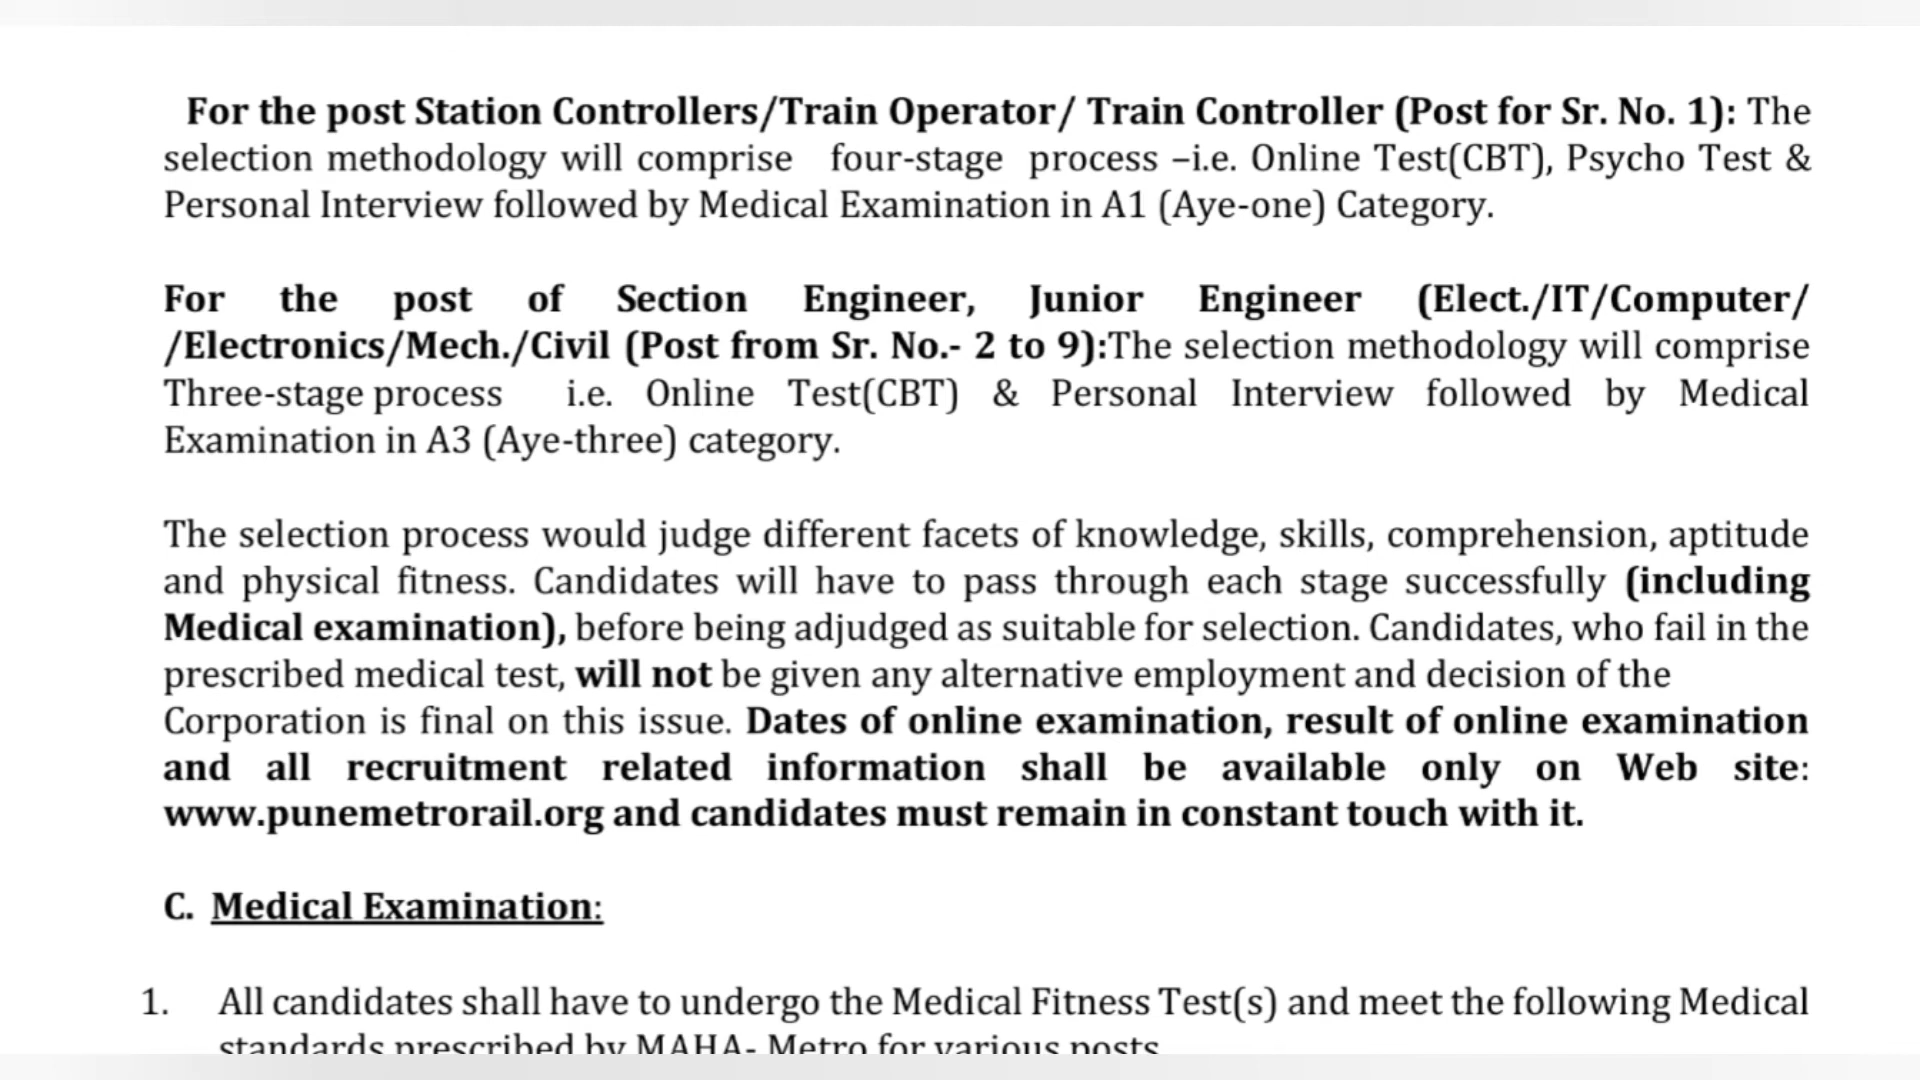 For the post Station Controllers/Train Operator/ Train Controller (Post for Sr. No. 1): The
selection methodology will comprise four-stage process –i.e. Online Test(CBT), Psycho Test &
Personal Interview followed by Medical Examination in A1 (Aye-one) Category.
For the post of Section Engineer, Junior Engineer (Elect./IT/Computer/
/Electronics/Mech./Civil (Post from Sr. No.- 2 to 9):The selection methodology will comprise
Three-stage process i.e. Online Test(CBT) & Personal Interview followed by Medical
Examination in A3 (Aye-three) category.
The selection process would judge different facets of knowledge, skills, comprehension, aptitude
and physical fitness. Candidates will have to pass through each stage successfully (including
Medical examination), before being adjudged as suitable for selection. Candidates, who fail in the
prescribed medical test, will not be given any alternative employment and decision of the
Corporation is final on this issue. Dates of online examination, result of online examination
and all recruitment related information shall be available only on Web site:
www.punemetrorail.org and candidates must remain in constant touch with it.
C. Medical Examination:
1. All candidates shall have to undergo the Medical Fitness Test(s) and meet the following Medical
standards prescribed by MAHA- Metro for various posts